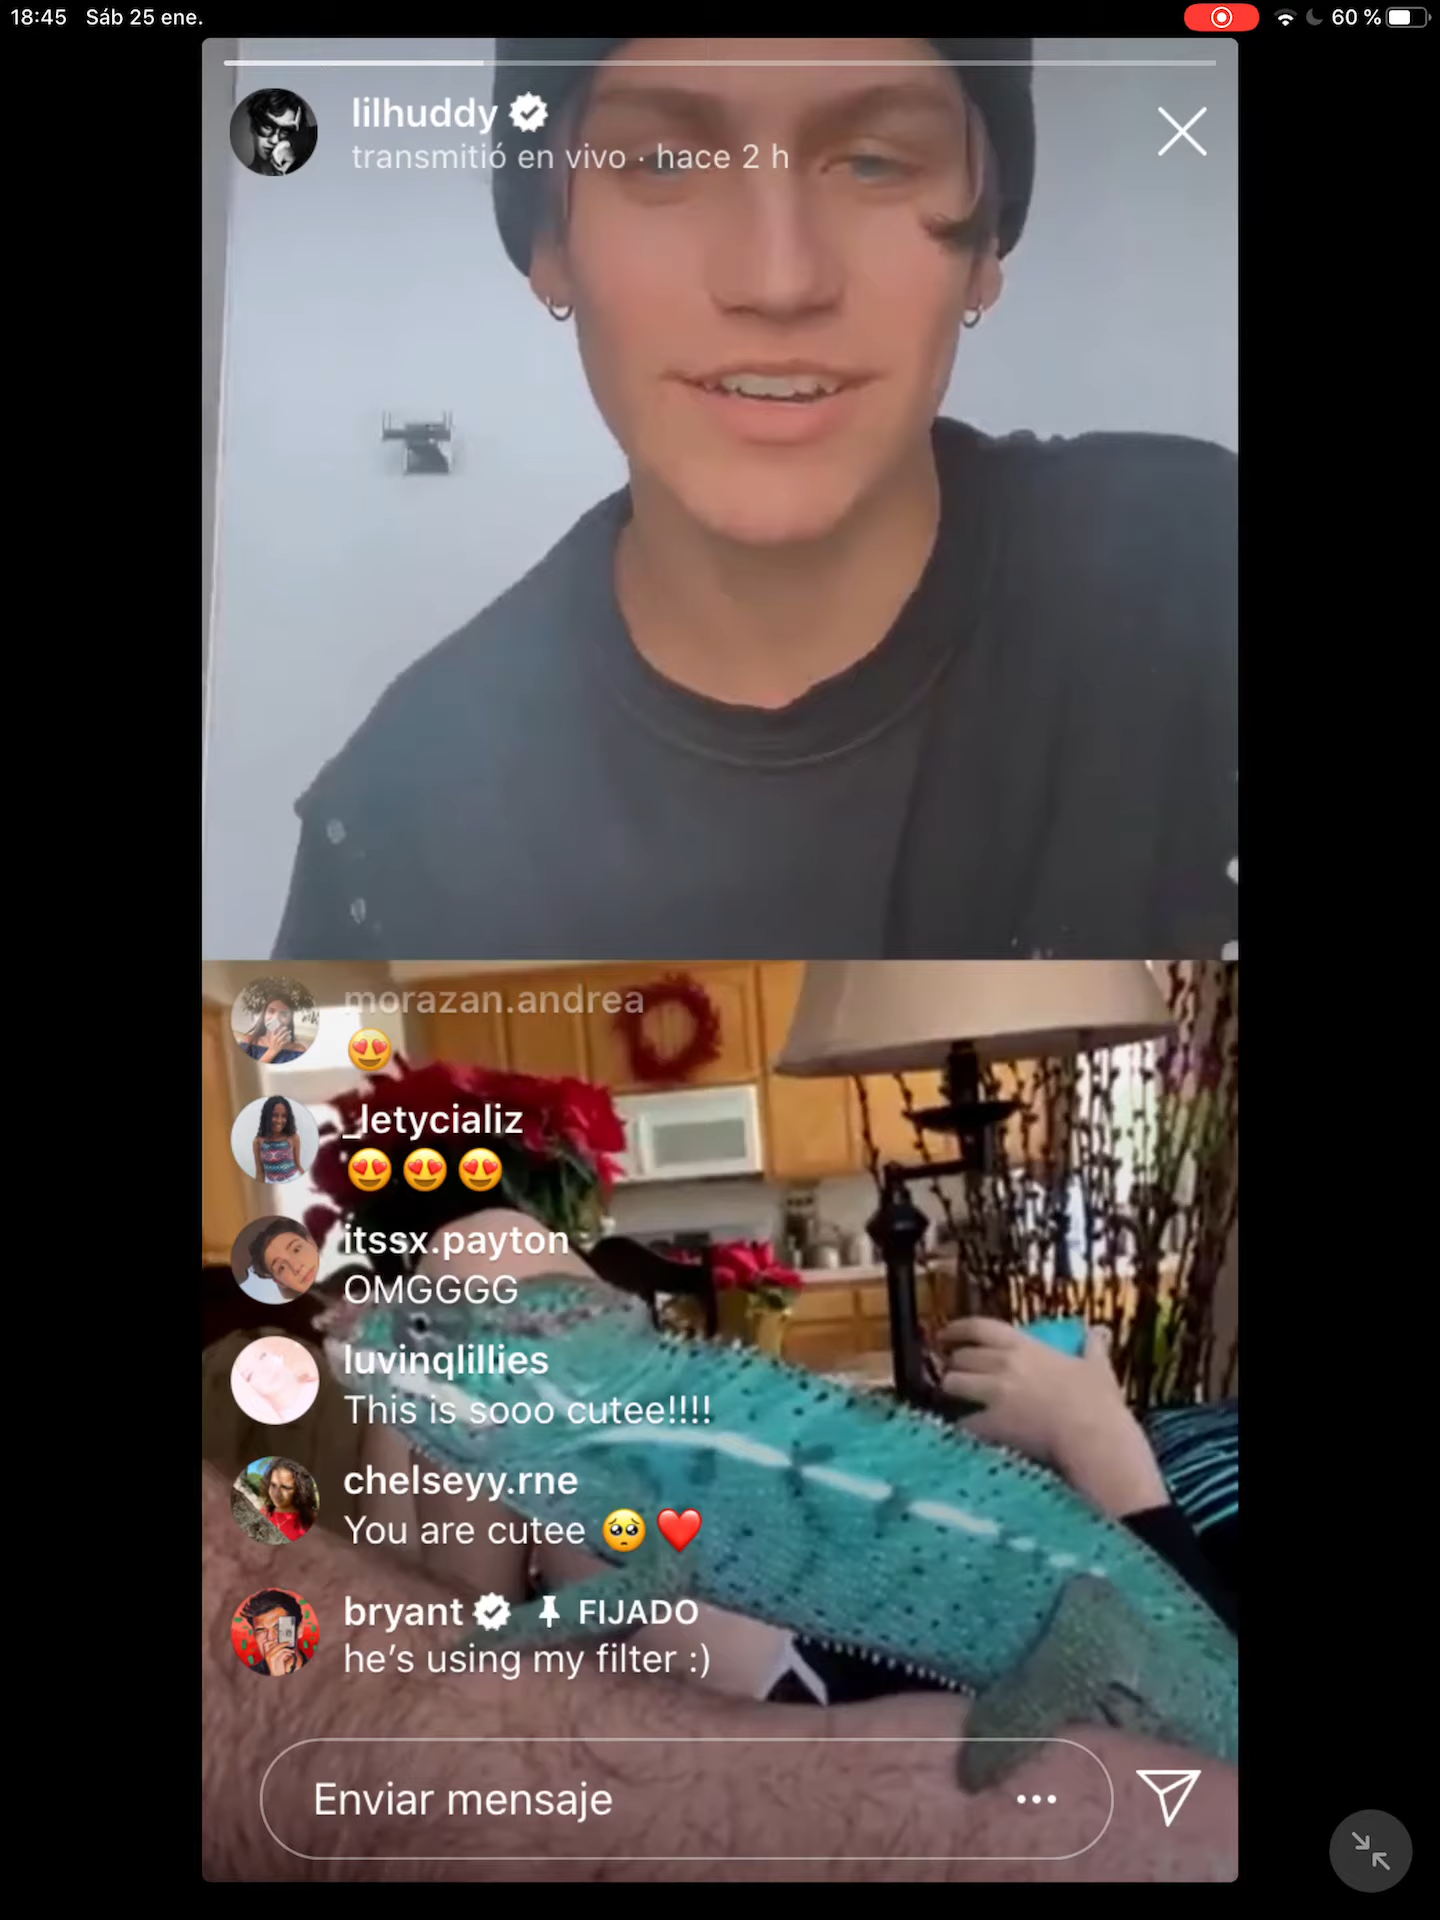 18:45 Sáb 25 ene.
60 %
lilhuddy
transmitió en vivo · hace 2 h
morazan.andrea
😍
_letycializ
😍😍😍
itssx.payton
OMGGGG
luvinqlillies
This is sooo cutee!!!!
chelseyy.rne
You are cutee 🥺❤️
bryant FIJADO
he’s using my filter :)
Enviar mensaje